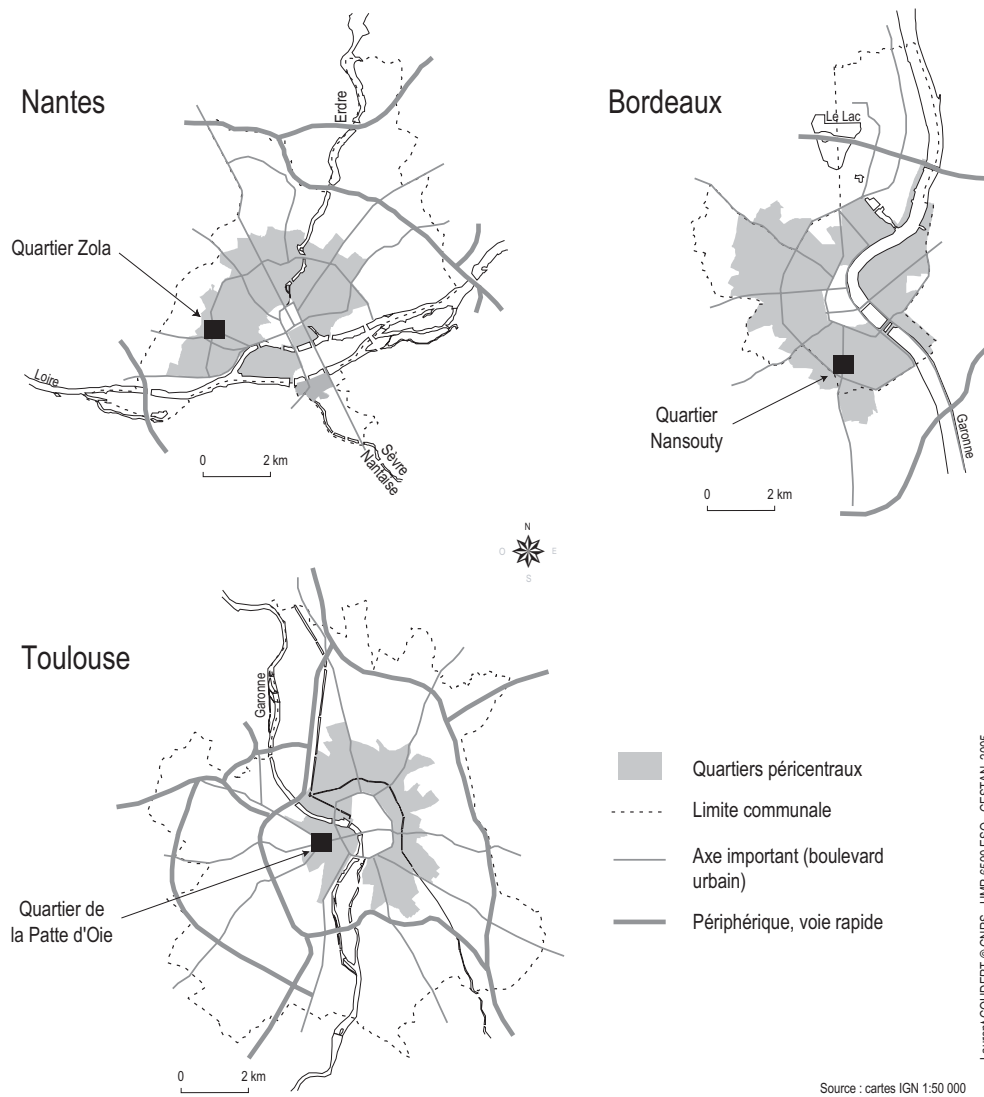 Nantes
Erdre
Quartier Zola
Loire
Sèvre
Nantaise
0 2 km
Bordeaux
Le Lac
Quartier
Nansouty
Garonne
0 2 km
N
O E
S
Toulouse
Garonne
Quartier de
la Patte d'Oie
0 2 km
Quartiers péricentraux
Limite communale
Axe important (boulevard
urbain)
Périphérique, voie rapide
Source : cartes IGN 1:50 000